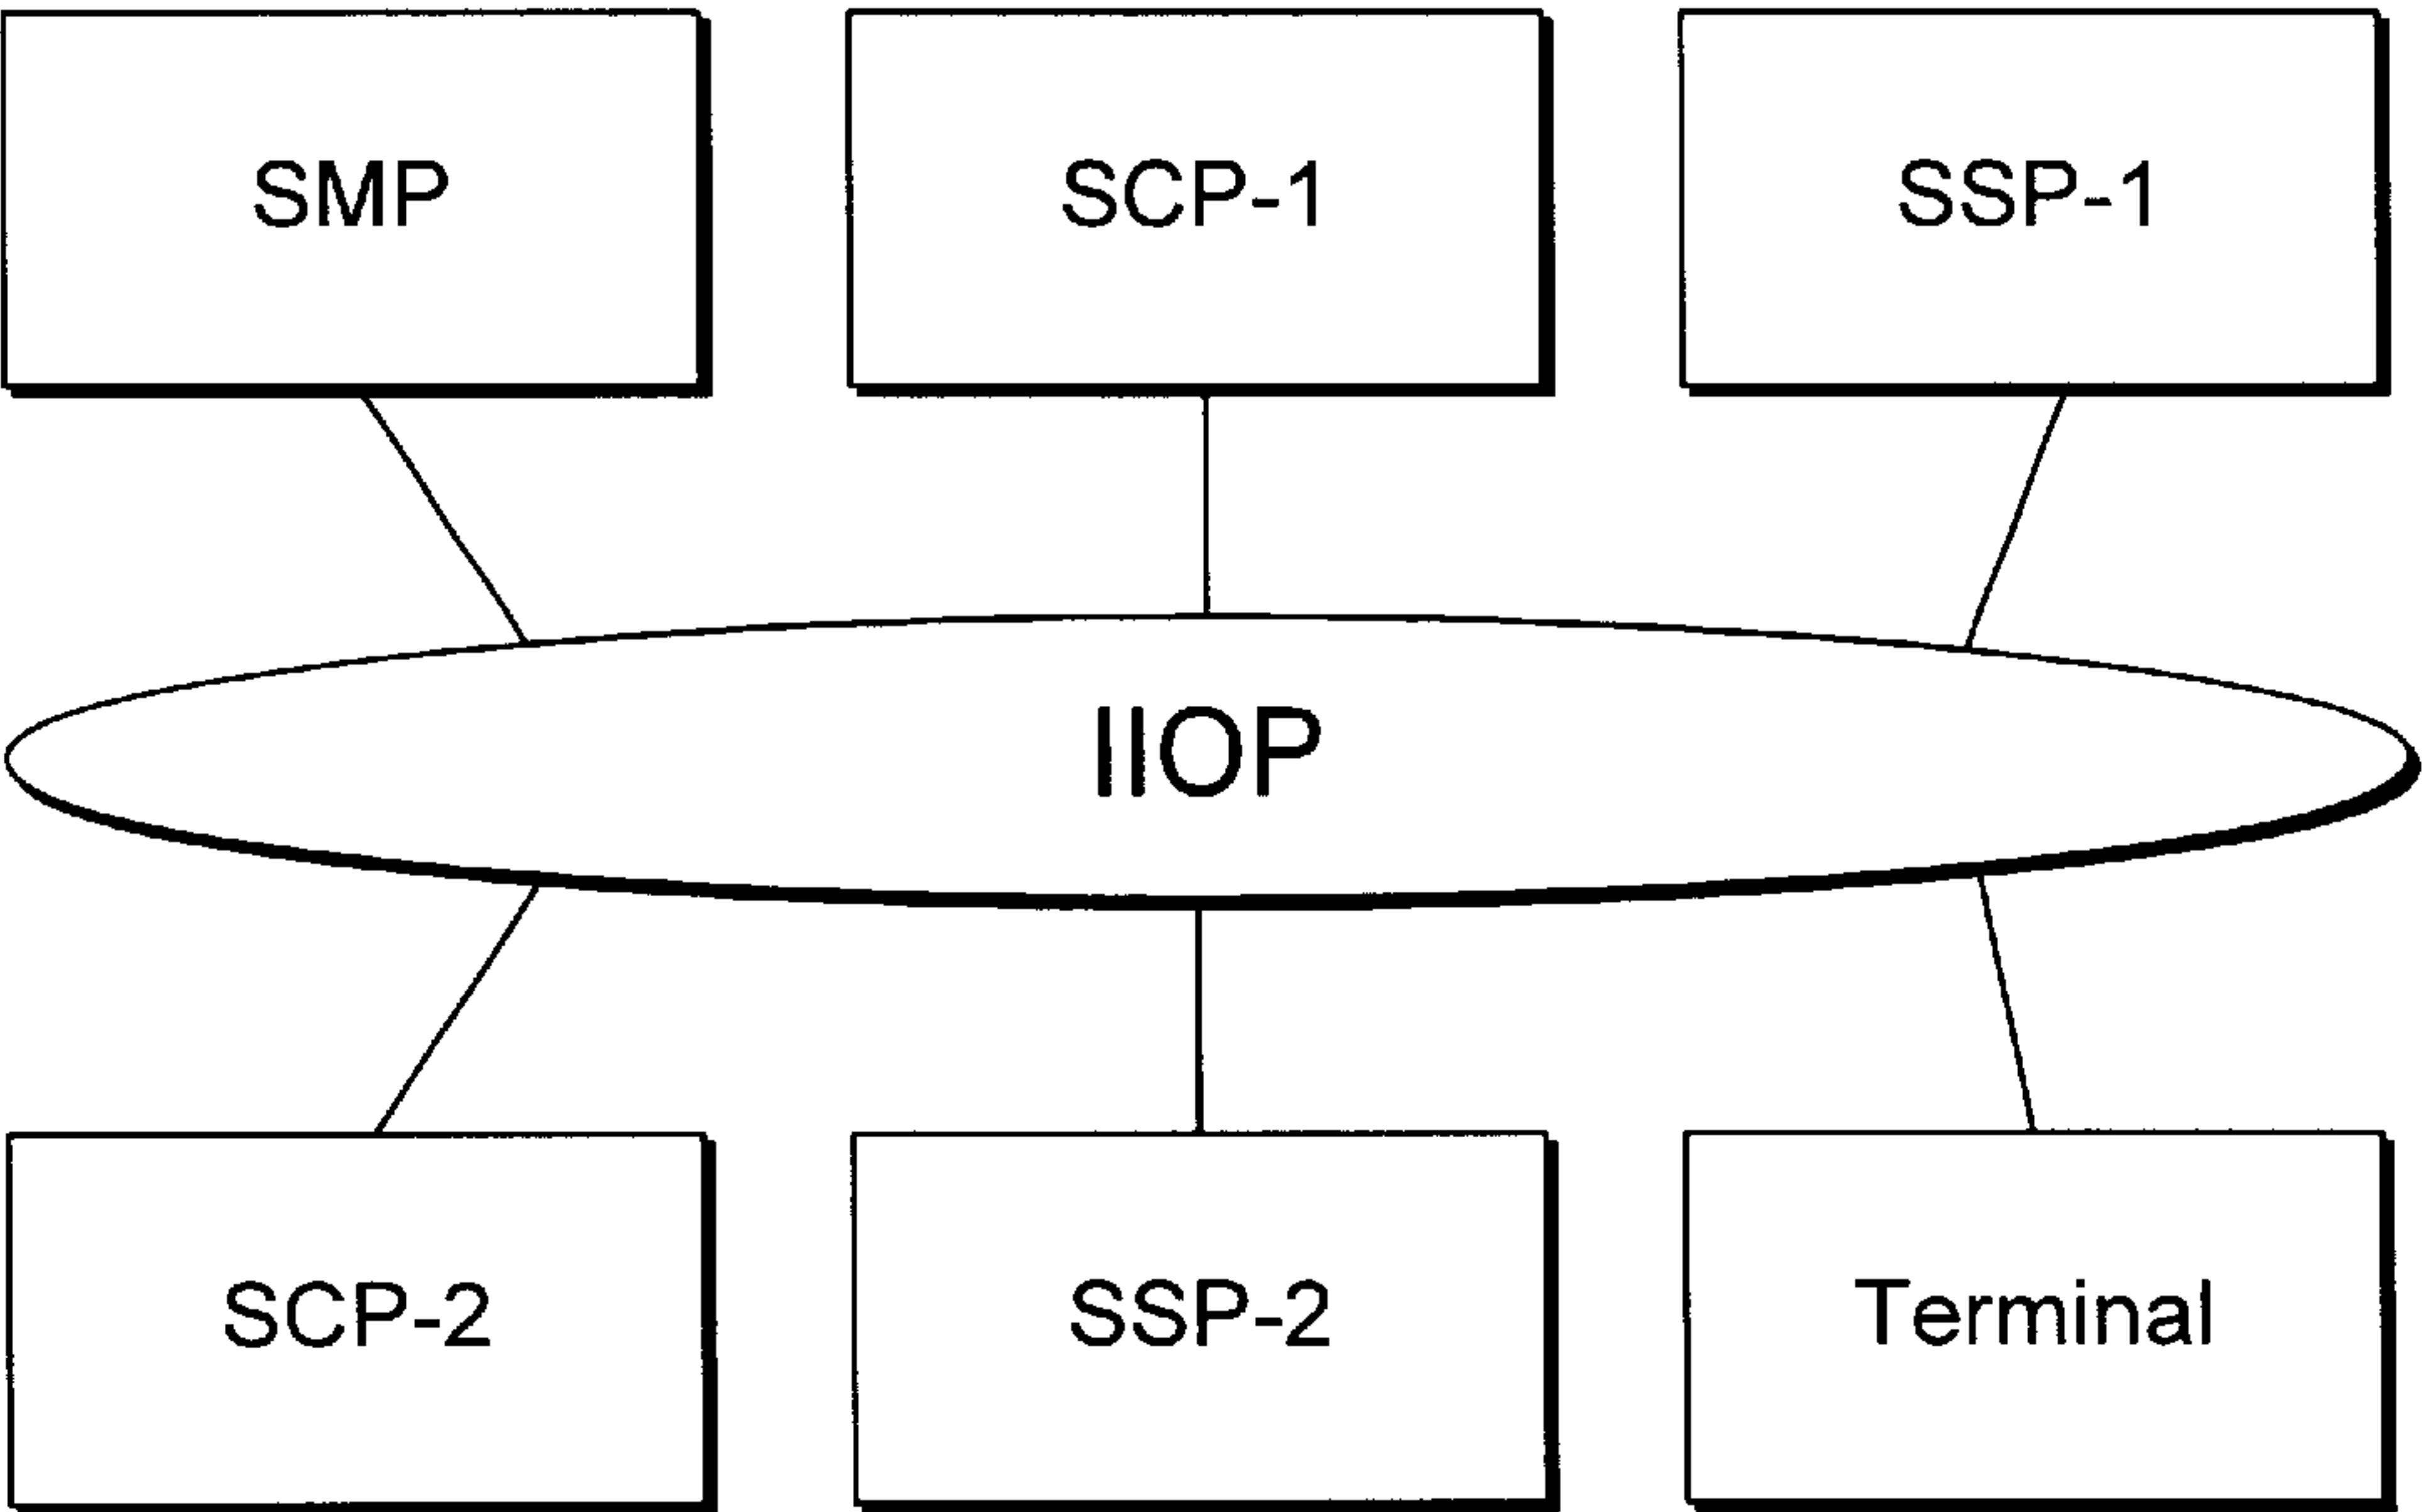 SMP
SCP-1
SSP-1
IIOP
SCP-2
SSP-2
Terminal